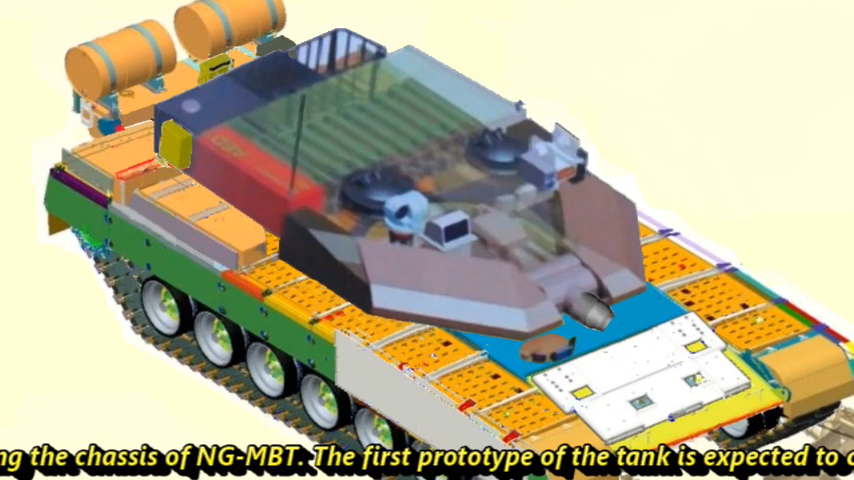 the chassis of NG-MBT. The first prototype of the tank is expected to